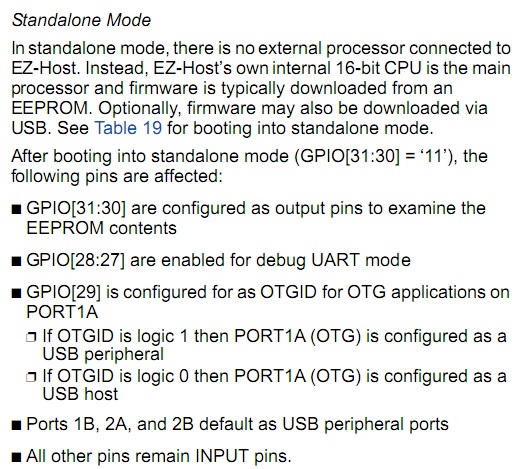 Standalone Mode
In standalone mode, there is no external processor connected to
EZ-Host. Instead, EZ-Host's own internal 16-bit CPU is the main
processor and firmware is typically downloaded from an
EEPROM. Optionally, firmware may also be downloaded via
USB. See Table 19 for booting into standalone mode.
After booting into standalone mode (GPIO[31:30] = ‘11’), the
following pins are affected:
■ GPIO[31:30] are configured as output pins to examine the
EEPROM contents
■ GPIO[28:27] are enabled for debug UART mode
■ GPIO[29] is configured for as OTGID for OTG applications on
PORT1A
❐ If OTGID is logic 1 then PORT1A (OTG) is configured as a
USB peripheral
❐ If OTGID is logic 0 then PORT1A (OTG) is configured as a
USB host
■ Ports 1B, 2A, and 2B default as USB peripheral ports
■ All other pins remain INPUT pins.